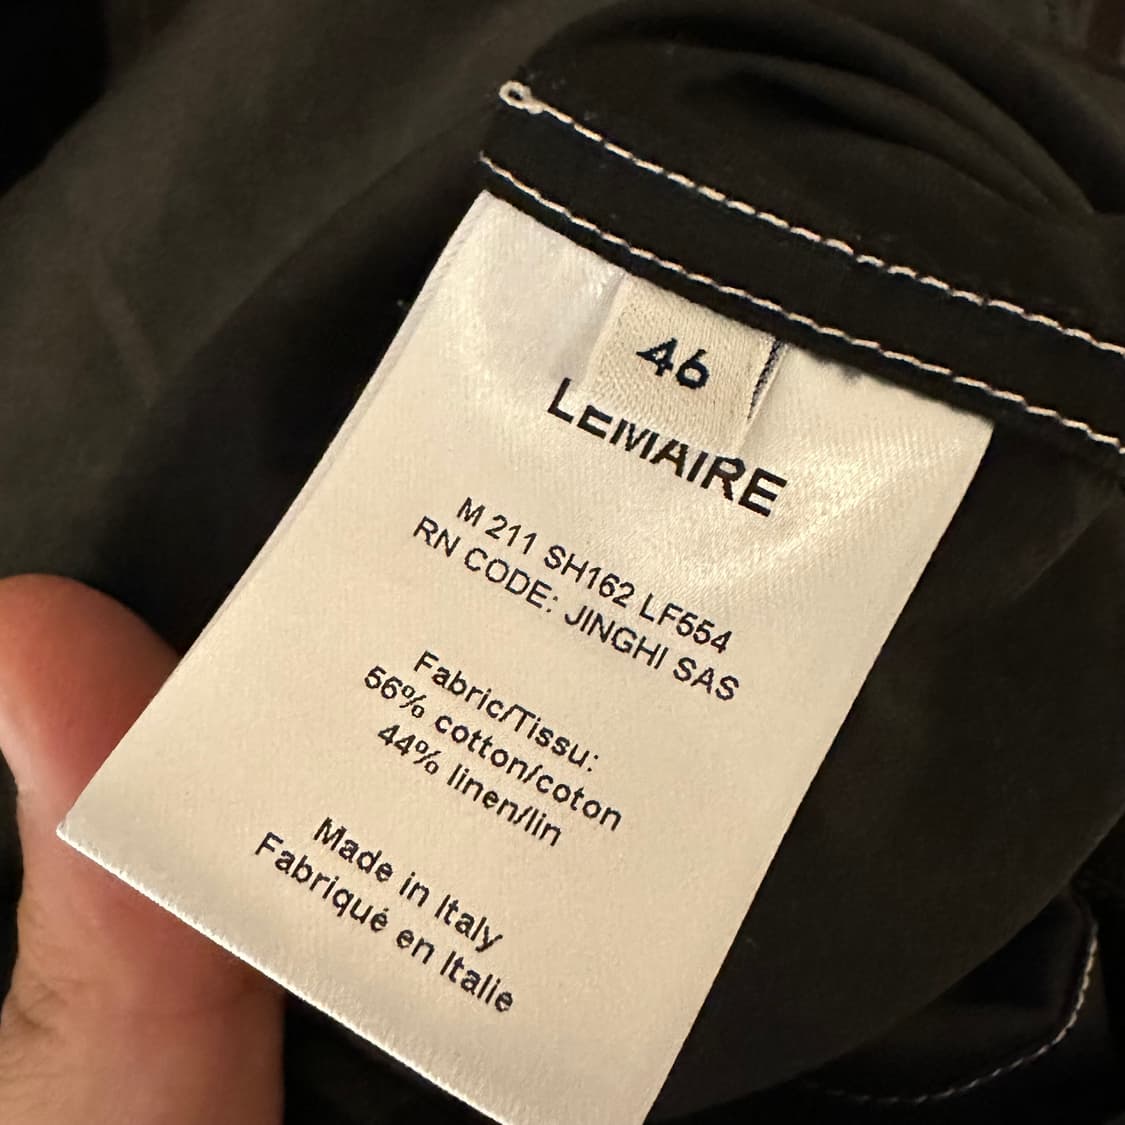 46
LEMAIRE
M 211 SH162 LF554
RN CODE: JINGHI SAS
Fabric/Tissu:
56% cotton/coton
44% linen/lin
Made in Italy
Fabriqué en Italie